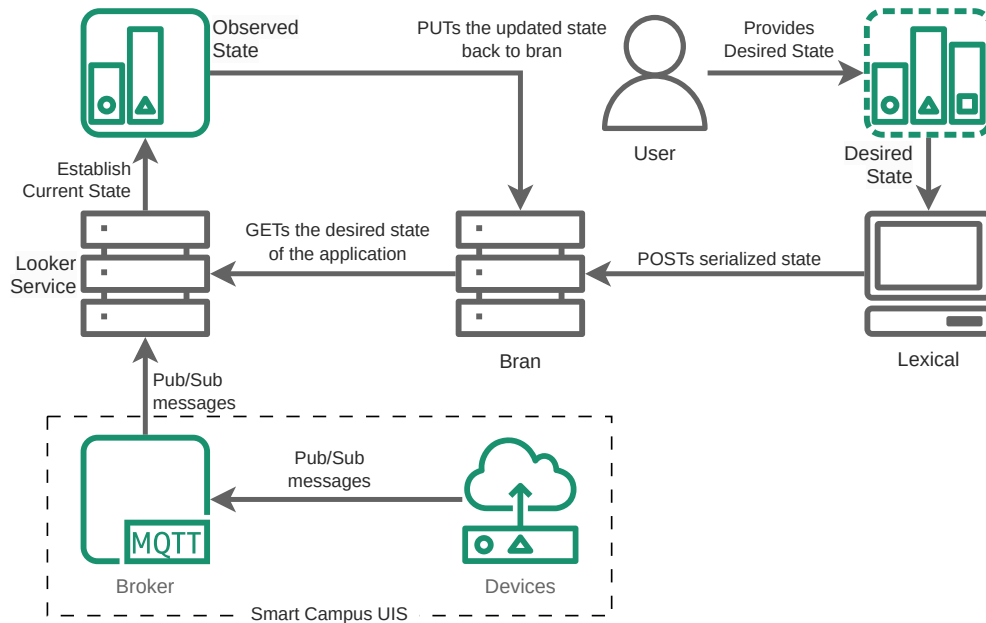 Observed
State
PUTs the updated state
back to bran
Provides
Desired State
User
Desired
State
Establish
Current State
GETs the desired state
of the application
Looker
Service
POSTs serialized state
Bran
Lexical
Pub/Sub
messages
Pub/Sub
messages
MQTT
Broker
Devices
Smart Campus UIS